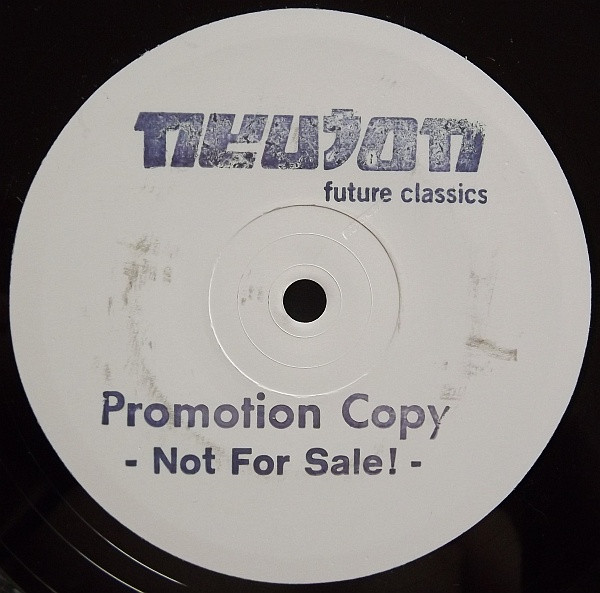 neuton
future classics
Promotion Copy
- Not For Sale! -